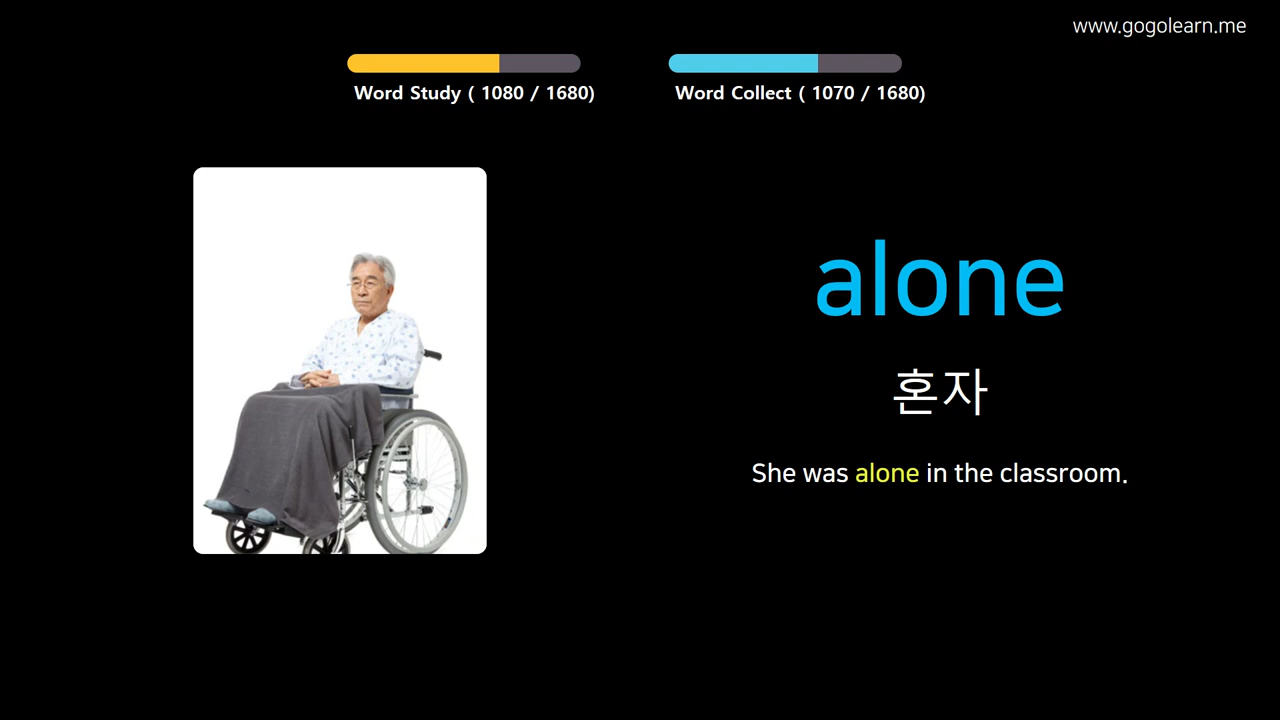 www.gogolearn.me
Word Study ( 1080 / 1680)
Word Collect ( 1070 / 1680)
alone
혼자
She was alone in the classroom.